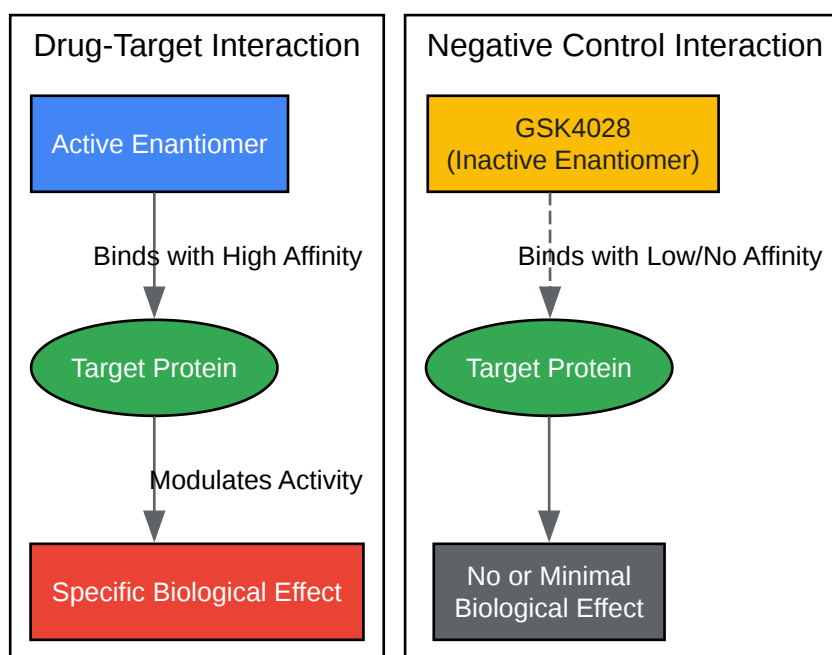 Drug-Target Interaction
Active Enantiomer
Binds with High Affinity
Target Protein
Modulates Activity
Specific Biological Effect
Negative Control Interaction
GSK4028
(Inactive Enantiomer)
Binds with Low/No Affinity
Target Protein
No or Minimal
Biological Effect